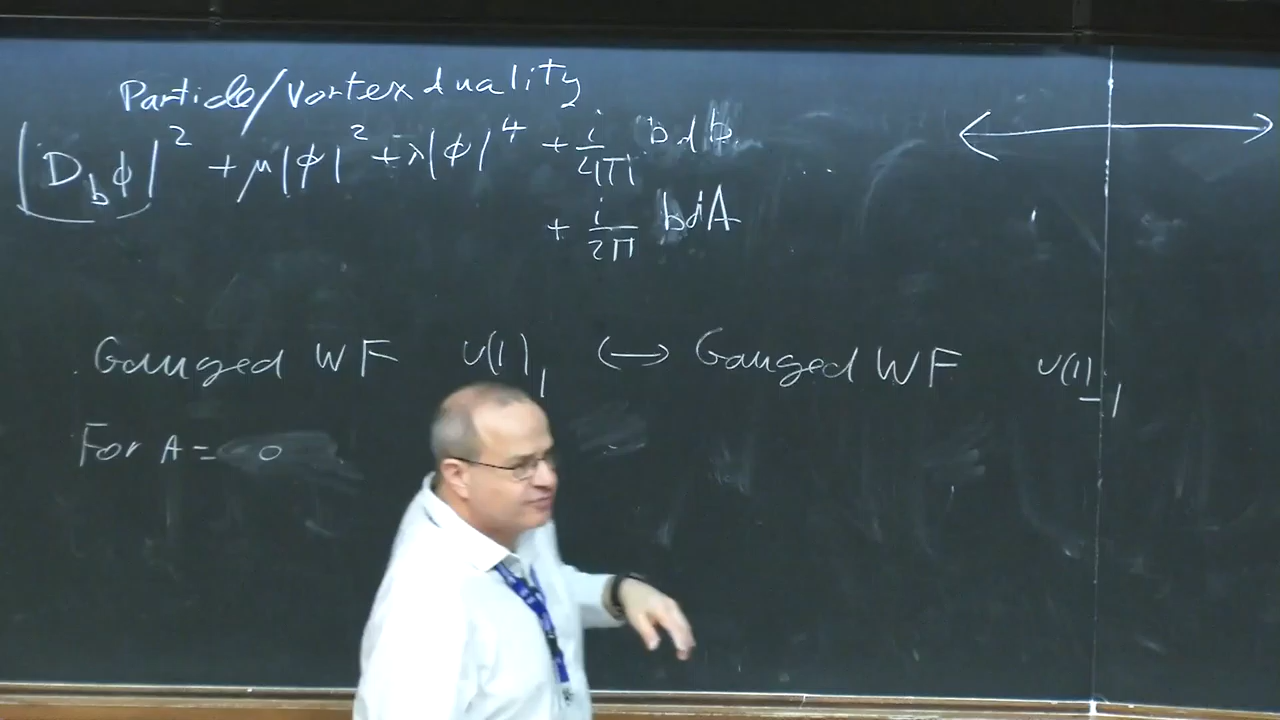 Particle/Vortex duality
|D_b ϕ|² + μ|ϕ|² + λ|ϕ|⁴ + i/4π bdb ...
+ i/2π bdA
Gauged WF U(1)_1 ⟷ Gauged WF U(1)_-1
For A = 0